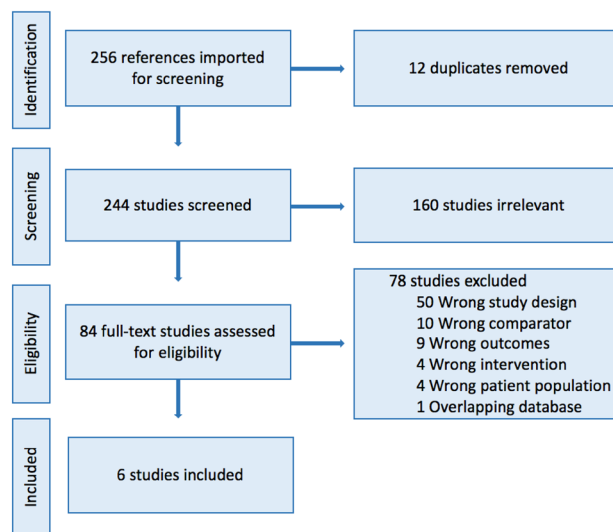 Identification
256 references imported
for screening
12 duplicates removed
Screening
244 studies screened
160 studies irrelevant
Eligibility
84 full-text studies assessed
for eligibility
78 studies excluded
50 Wrong study design
10 Wrong comparator
9 Wrong outcomes
4 Wrong intervention
4 Wrong patient population
1 Overlapping database
Included
6 studies included